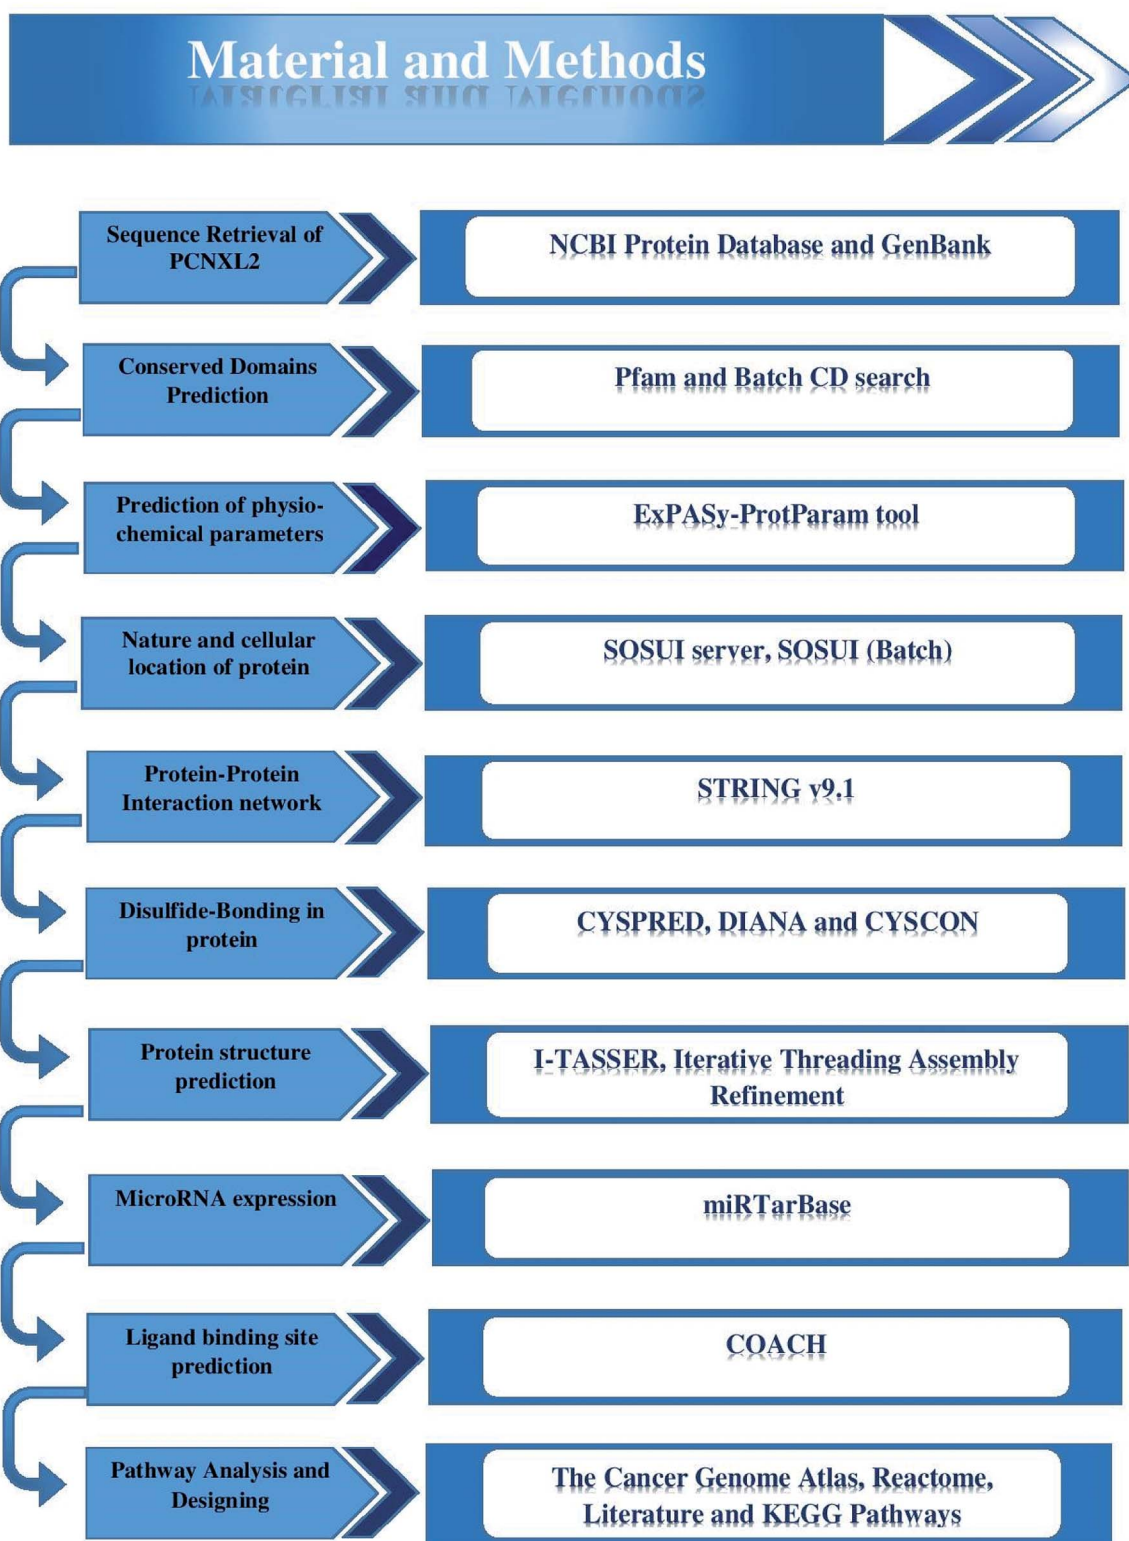 Material and Methods
Sequence Retrieval of
PCNXL2
NCBI Protein Database and GenBank
Conserved Domains
Prediction
Pfam and Batch CD search
Prediction of physio-
chemical parameters
ExPASy-ProtParam tool
Nature and cellular
location of protein
SOSUI server, SOSUI (Batch)
Protein-Protein
Interaction network
STRING v9.1
Disulfide-Bonding in
protein
CYSPRED, DIANA and CYSCON
Protein structure
prediction
I-TASSER, Iterative Threading Assembly
Refinement
MicroRNA expression
miRTarBase
Ligand binding site
prediction
COACH
Pathway Analysis and
Designing
The Cancer Genome Atlas, Reactome,
Literature and KEGG Pathways